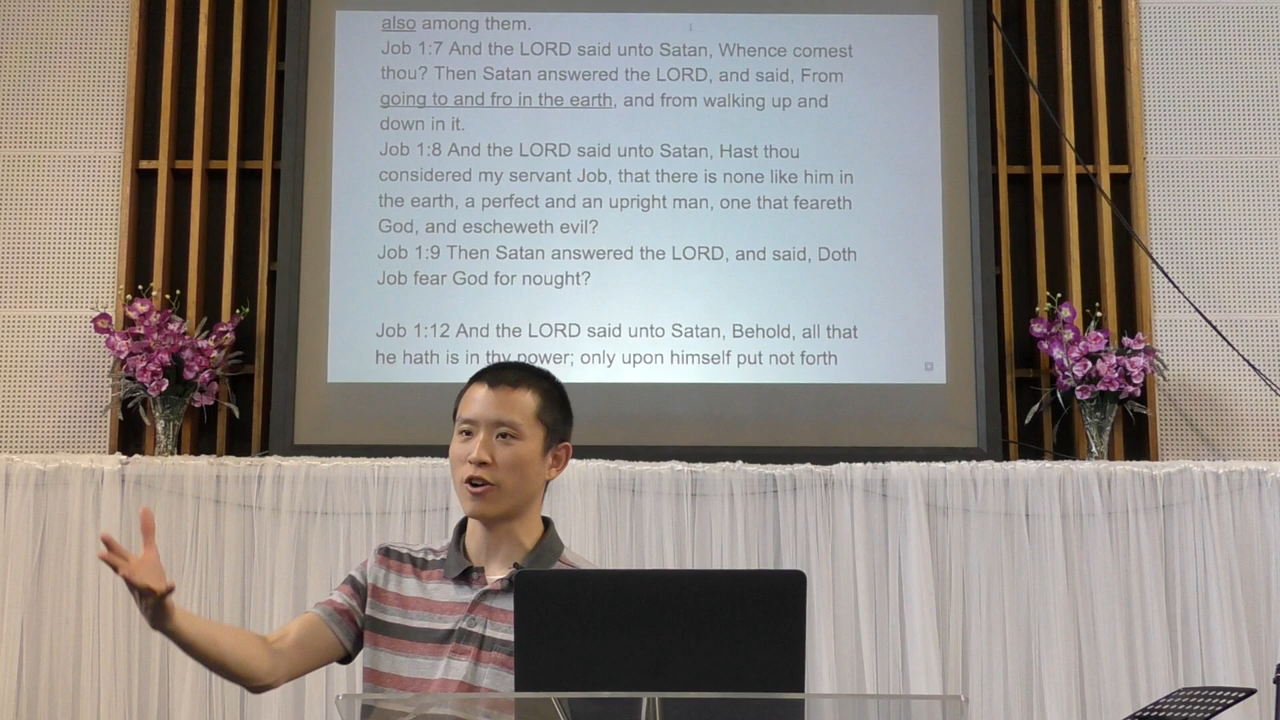 also among them.
Job 1:7 And the LORD said unto Satan, Whence comest
thou? Then Satan answered the LORD, and said, From
going to and fro in the earth, and from walking up and
down in it.
Job 1:8 And the LORD said unto Satan, Hast thou
considered my servant Job, that there is none like him in
the earth, a perfect and an upright man, one that feareth
God, and escheweth evil?
Job 1:9 Then Satan answered the LORD, and said, Doth
Job fear God for nought?
Job 1:12 And the LORD said unto Satan, Behold, all that
he hath is in thy power; only upon himself put not forth